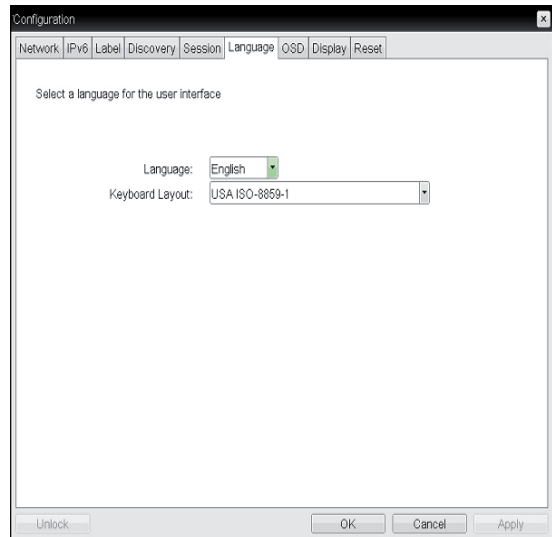 Configuration
Network IPv6 Label Discovery Session Language OSD Display Reset
Select a language for the user interface
Language: English
Keyboard Layout: USA ISO-8859-1
Unlock OK Cancel Apply